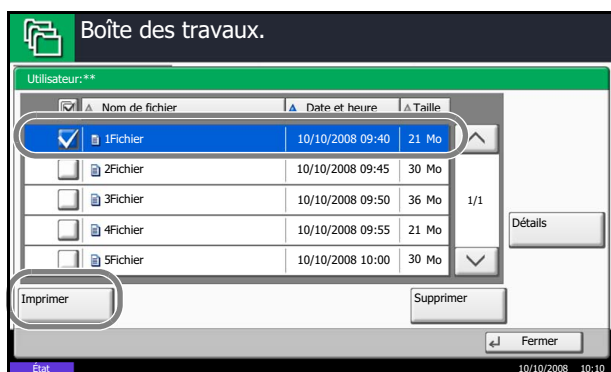 Boîte des travaux.
Utilisateur:**
Nom de fichier Date et heure Taille
1Fichier 10/10/2008 09:40 21 Mo
2Fichier 10/10/2008 09:45 30 Mo
3Fichier 10/10/2008 09:50 36 Mo 1/1
4Fichier 10/10/2008 09:55 21 Mo Détails
5Fichier 10/10/2008 10:00 30 Mo
Imprimer Supprimer
Fermer
État 10/10/2008 10:10